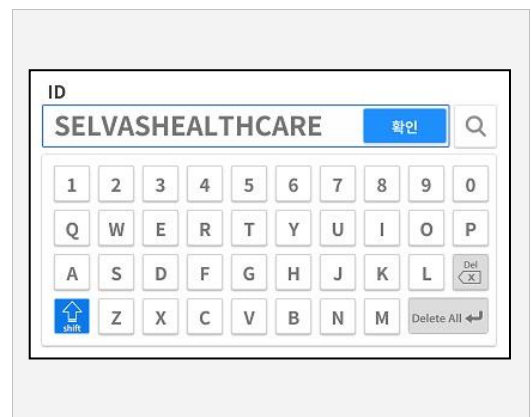 ID
SELVASHEALTHCARE 확인
1 2 3 4 5 6 7 8 9 0
Q W E R T Y U I O P
A S D F G H J K L Del X
shift Z X C V B N M Delete All